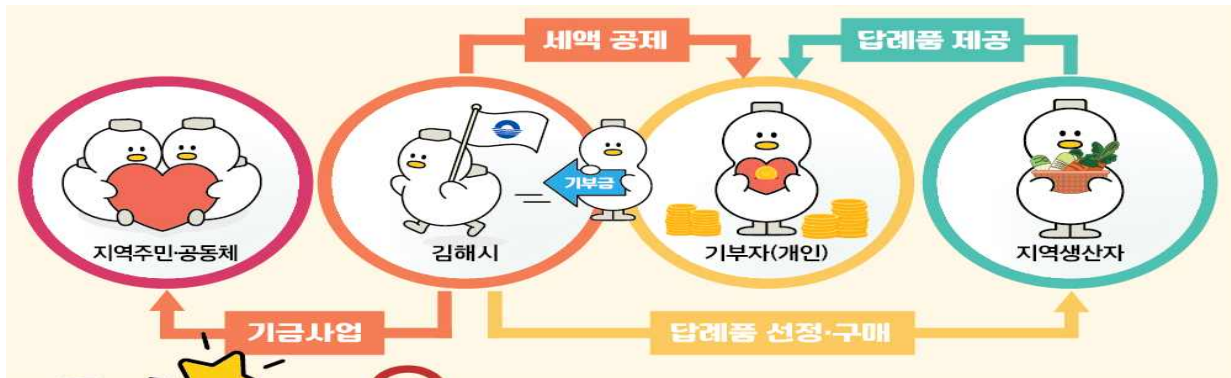 세액 공제
답례품 제공
기부금
지역주민·공동체
김해시
기부자(개인)
지역생산자
기금사업
답례품 선정·구매